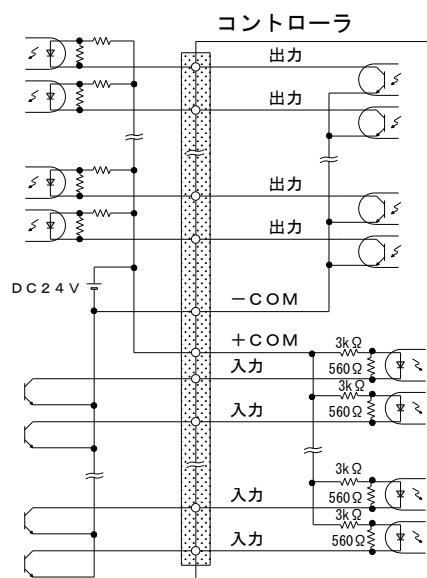 コントローラ
出力
出力
出力
出力
DC24V
－COM
＋COM
入力
3kΩ
560Ω
入力
3kΩ
560Ω
入力
3kΩ
560Ω
入力
3kΩ
560Ω